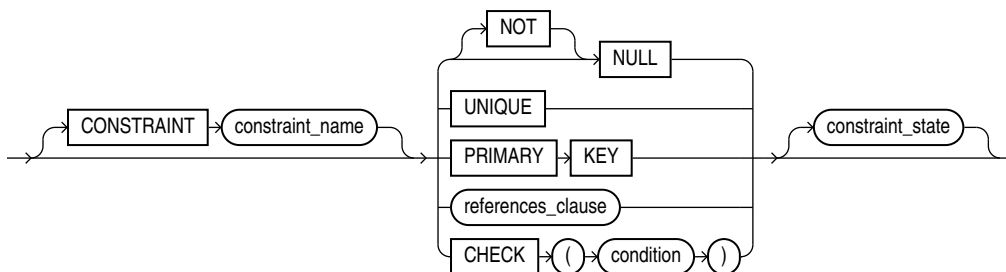 NOT
NULL
UNIQUE
CONSTRAINT constraint_name
constraint_state
PRIMARY KEY
references_clause
CHECK ( condition )